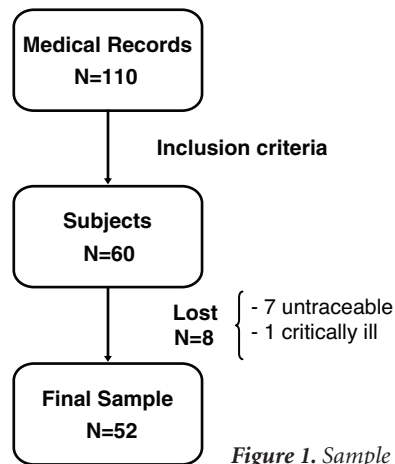 Medical Records
N=110
Inclusion criteria
Subjects
N=60
Lost
N=8
- 7 untraceable
- 1 critically ill
Final Sample
N=52
Figure 1. Sample